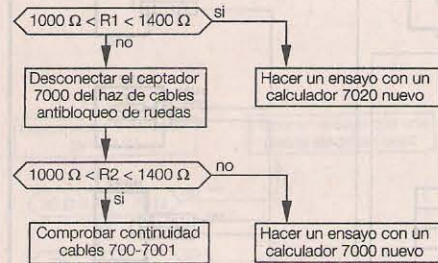 1000 Ω < R1 < 1400 Ω
si
no
Desconectar el captador
7000 del haz de cables
antibloqueo de ruedas
Hacer un ensayo con un
calculador 7020 nuevo
1000 Ω < R2 < 1400 Ω
no
si
Comprobar continuidad
cables 700-7001
Hacer un ensayo con un
calculador 7000 nuevo